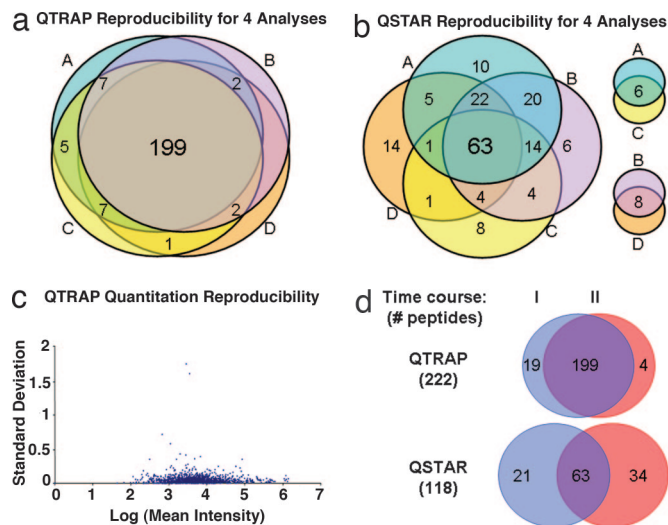 a QTRAP Reproducibility for 4 Analyses
A
B
7
2
5
199
7
2
C
D
1
b QSTAR Reproducibility for 4 Analyses
A
10
B
5
22
20
14
1
63
14
6
D
1
4
4
C
8
A
6
C
B
8
D
c QTRAP Quantitation Reproducibility
Standard Deviation
2
1.5
1
0.5
0
0 1 2 3 4 5 6 7
Log (Mean Intensity)
d Time course: I II
(# peptides)
QTRAP
(222)
19 199 4
QSTAR
(118)
21 63 34